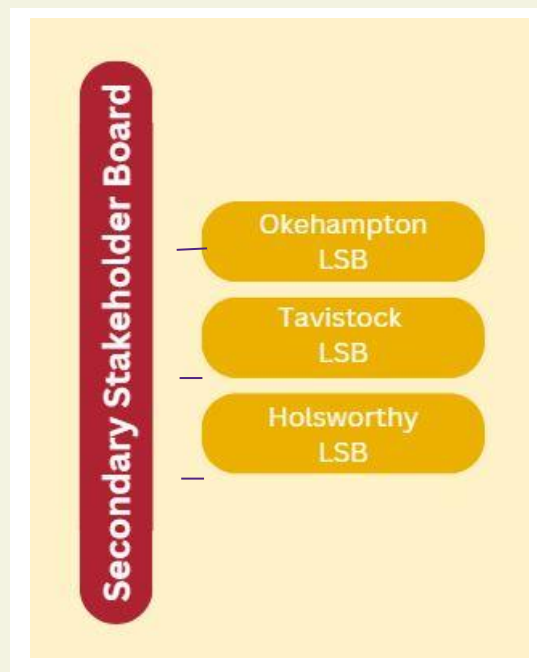 Secondary Stakeholder Board
Okehampton
LSB
Tavistock
LSB
Holsworthy
LSB